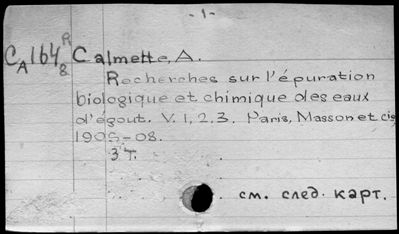 - 1 -
R
CA 164 8 Calmette, A.
Recherches sur l'épuration
biologique et chimique des eaux
d'égout. V. 1, 2, 3. Paris, Masson et cie
1905-08.
3 т.
см. след. карт.